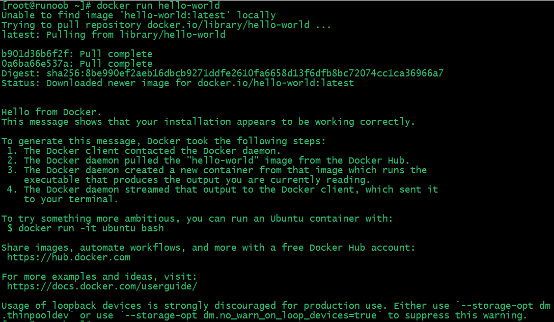 [root@runoob ~]# docker run hello-world
Unable to find image 'hello-world:latest' locally
Trying to pull repository docker.io/library/hello-world ...
latest: Pulling from library/hello-world
b901d36b6f2f: Pull complete
0a6ba66e537a: Pull complete
Digest: sha256:8be990ef2aeb16dbcb9271ddfe2610fa6658d13f6dfb8bc72074cc1ca36966a7
Status: Downloaded newer image for docker.io/hello-world:latest
Hello from Docker.
This message shows that your installation appears to be working correctly.
To generate this message, Docker took the following steps:
1. The Docker client contacted the Docker daemon.
2. The Docker daemon pulled the "hello-world" image from the Docker Hub.
3. The Docker daemon created a new container from that image which runs the
executable that produces the output you are currently reading.
4. The Docker daemon streamed that output to the Docker client, which sent it
to your terminal.
To try something more ambitious, you can run an Ubuntu container with:
$ docker run -it ubuntu bash
Share images, automate workflows, and more with a free Docker Hub account:
https://hub.docker.com
For more examples and ideas, visit:
https://docs.docker.com/userguide/
Usage of loopback devices is strongly discouraged for production use. Either use `--storage-opt dm
.thinpooldev` or use `--storage-opt dm.no_warn_on_loop_devices=true` to suppress this warning.